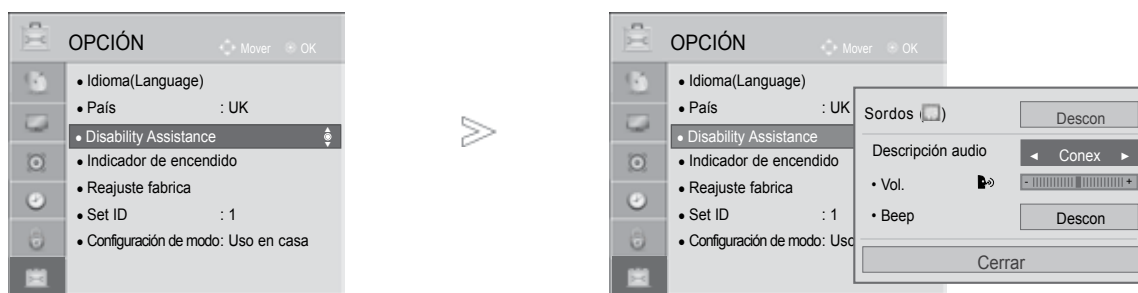 OPCIÓN Mover OK
• Idioma(Language)
• País : UK
• Disability Assistance
• Indicador de encendido
• Reajuste fabrica
• Set ID : 1
• Configuración de modo: Uso en casa
OPCIÓN Mover OK
• Idioma(Language)
• País : UK
• Disability Assistance
• Indicador de encendido
• Reajuste fabrica
• Set ID : 1
• Configuración de modo: Uso
Sordos ( ) Descon
Descripción audio ◄ Conex ►
• Vol. - +
• Beep Descon
Cerrar